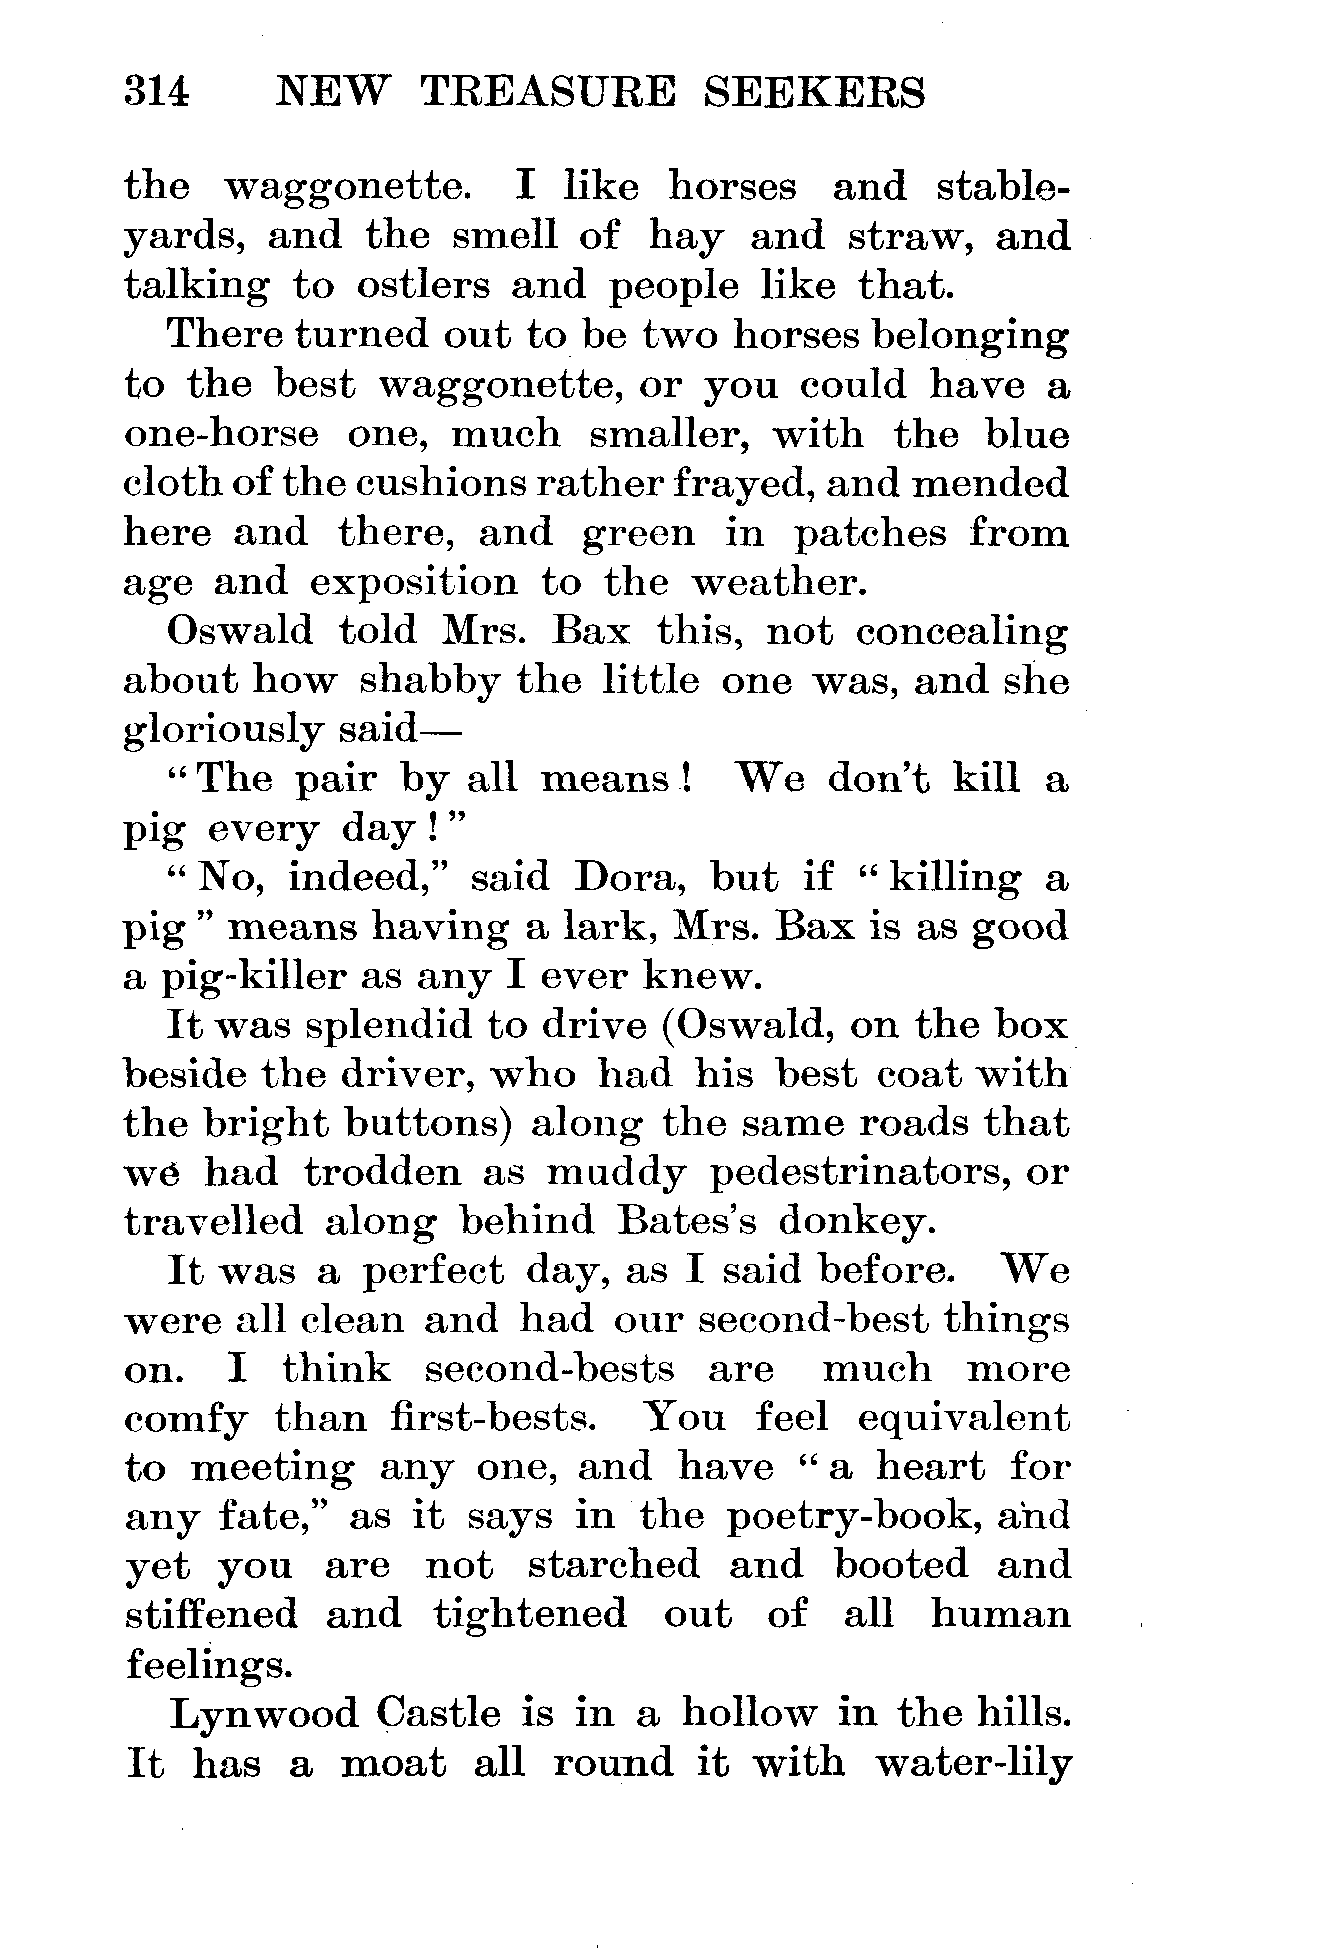 314 NEW TREASURE SEEKERS
the waggonette. I like horses and stable-
yards, and the smell of hay and straw, and
talking to ostlers and people like that.
There turned out to be two horses belonging
to the best waggonette, or you could have a
one-horse one, much smaller, with the blue
cloth of the cushions rather frayed, and mended
here and there, and green in patches from
age and exposition to the weather.
Oswald told Mrs. Bax this, not concealing
about how shabby the little one was, and she
gloriously said—
“The pair by all means! We don't kill a
pig every day!”
“No, indeed,” said Dora, but if “killing a
pig” means having a lark, Mrs. Bax is as good
a pig-killer as any I ever knew.
It was splendid to drive (Oswald, on the box
beside the driver, who had his best coat with
the bright buttons) along the same roads that
we had trodden as muddy pedestrinators, or
travelled along behind Bates's donkey.
It was a perfect day, as I said before. We
were all clean and had our second-best things
on. I think second-bests are much more
comfy than first-bests. You feel equivalent
to meeting any one, and have “a heart for
any fate,” as it says in the poetry-book, and
yet you are not starched and booted and
stiffened and tightened out of all human
feelings.
Lynwood Castle is in a hollow in the hills.
It has a moat all round it with water-lily